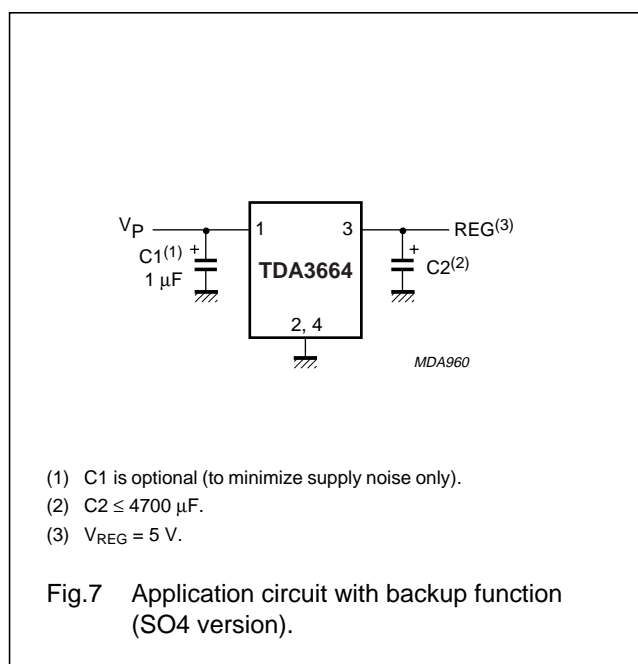 VP
1
3
REG(3)
C1(1)
+
1 μF
TDA3664
+
C2(2)
2, 4
MDA960
(1) C1 is optional (to minimize supply noise only).
(2) C2 ≤ 4700 μF.
(3) VREG = 5 V.
Fig.7 Application circuit with backup function
(SO4 version).